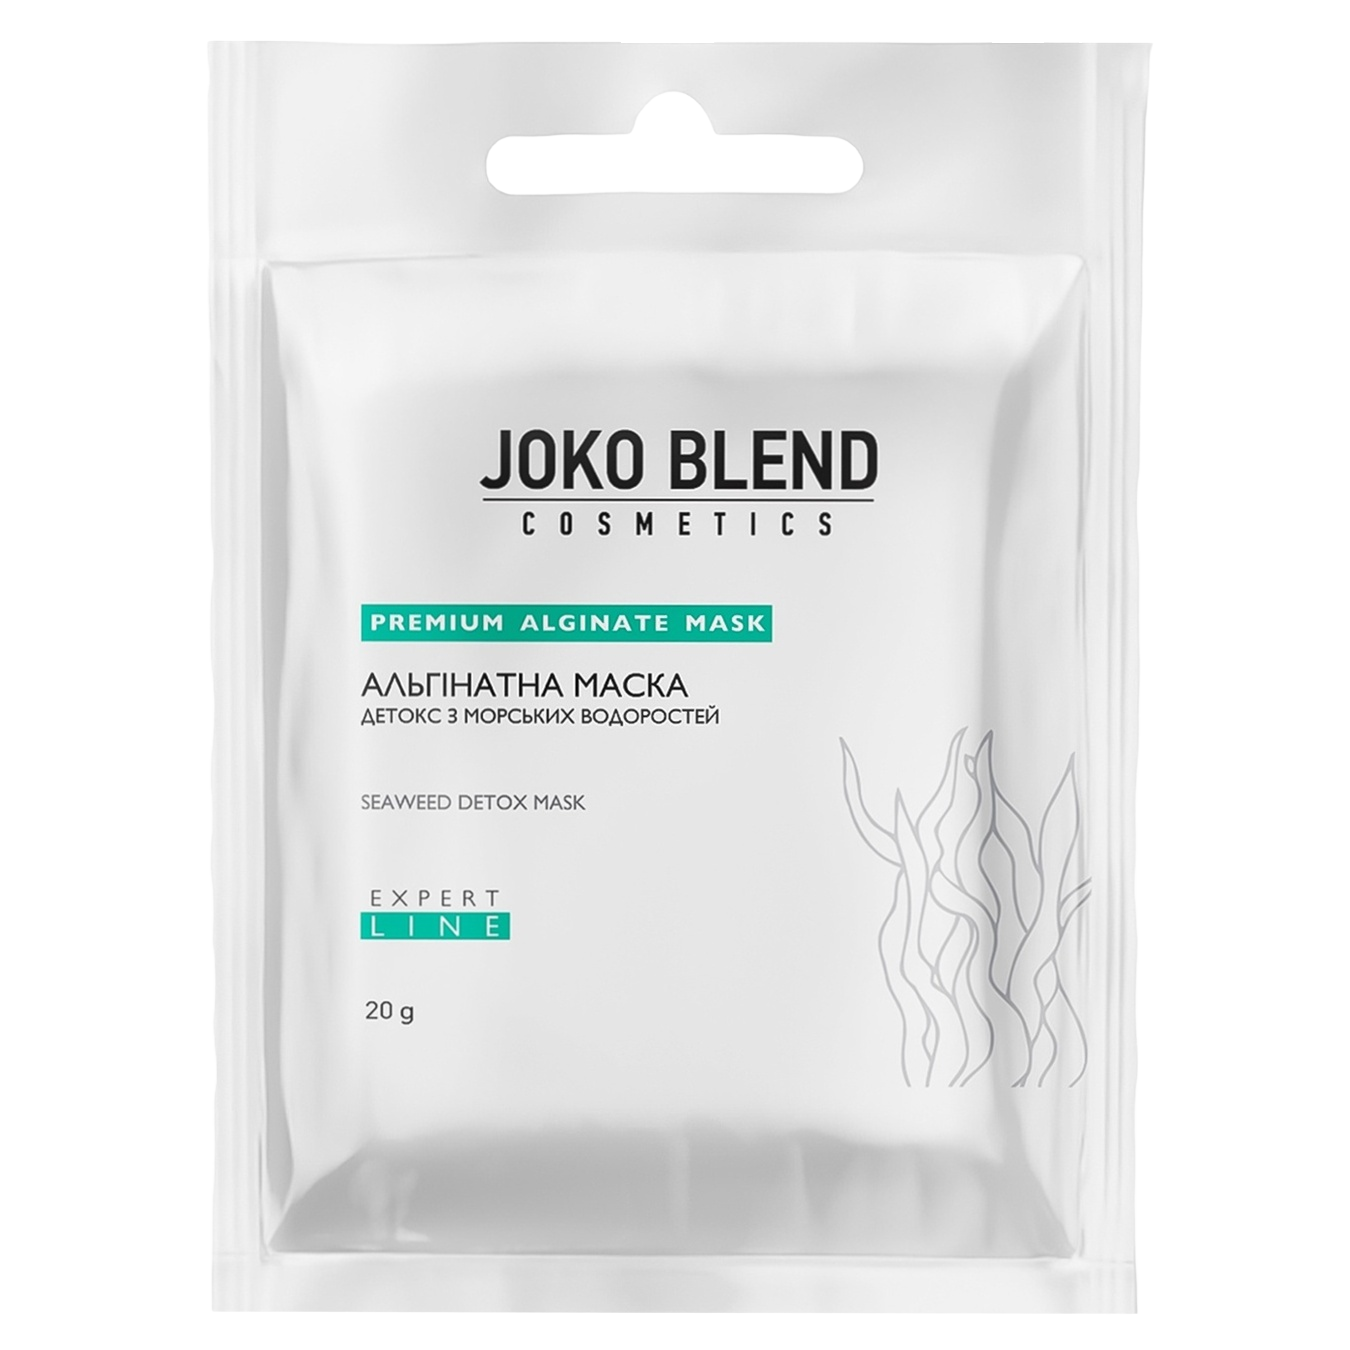 JOKO BLEND
COSMETICS
PREMIUM ALGINATE MASK
АЛЬГІНАТНА МАСКА
ДЕТОКС З МОРСЬКИХ ВОДОРОСТЕЙ
SEAWEED DETOX MASK
EXPERT
LINE
20 g